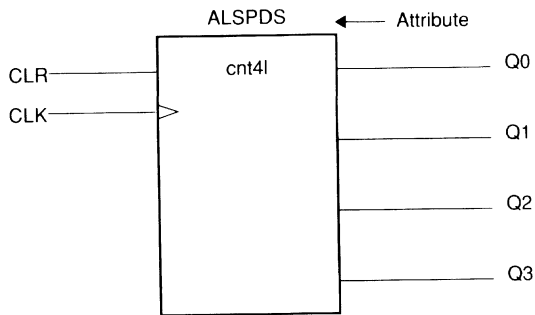 ALSPDS
Attribute
cnt4l
CLR
CLK
Q0
Q1
Q2
Q3